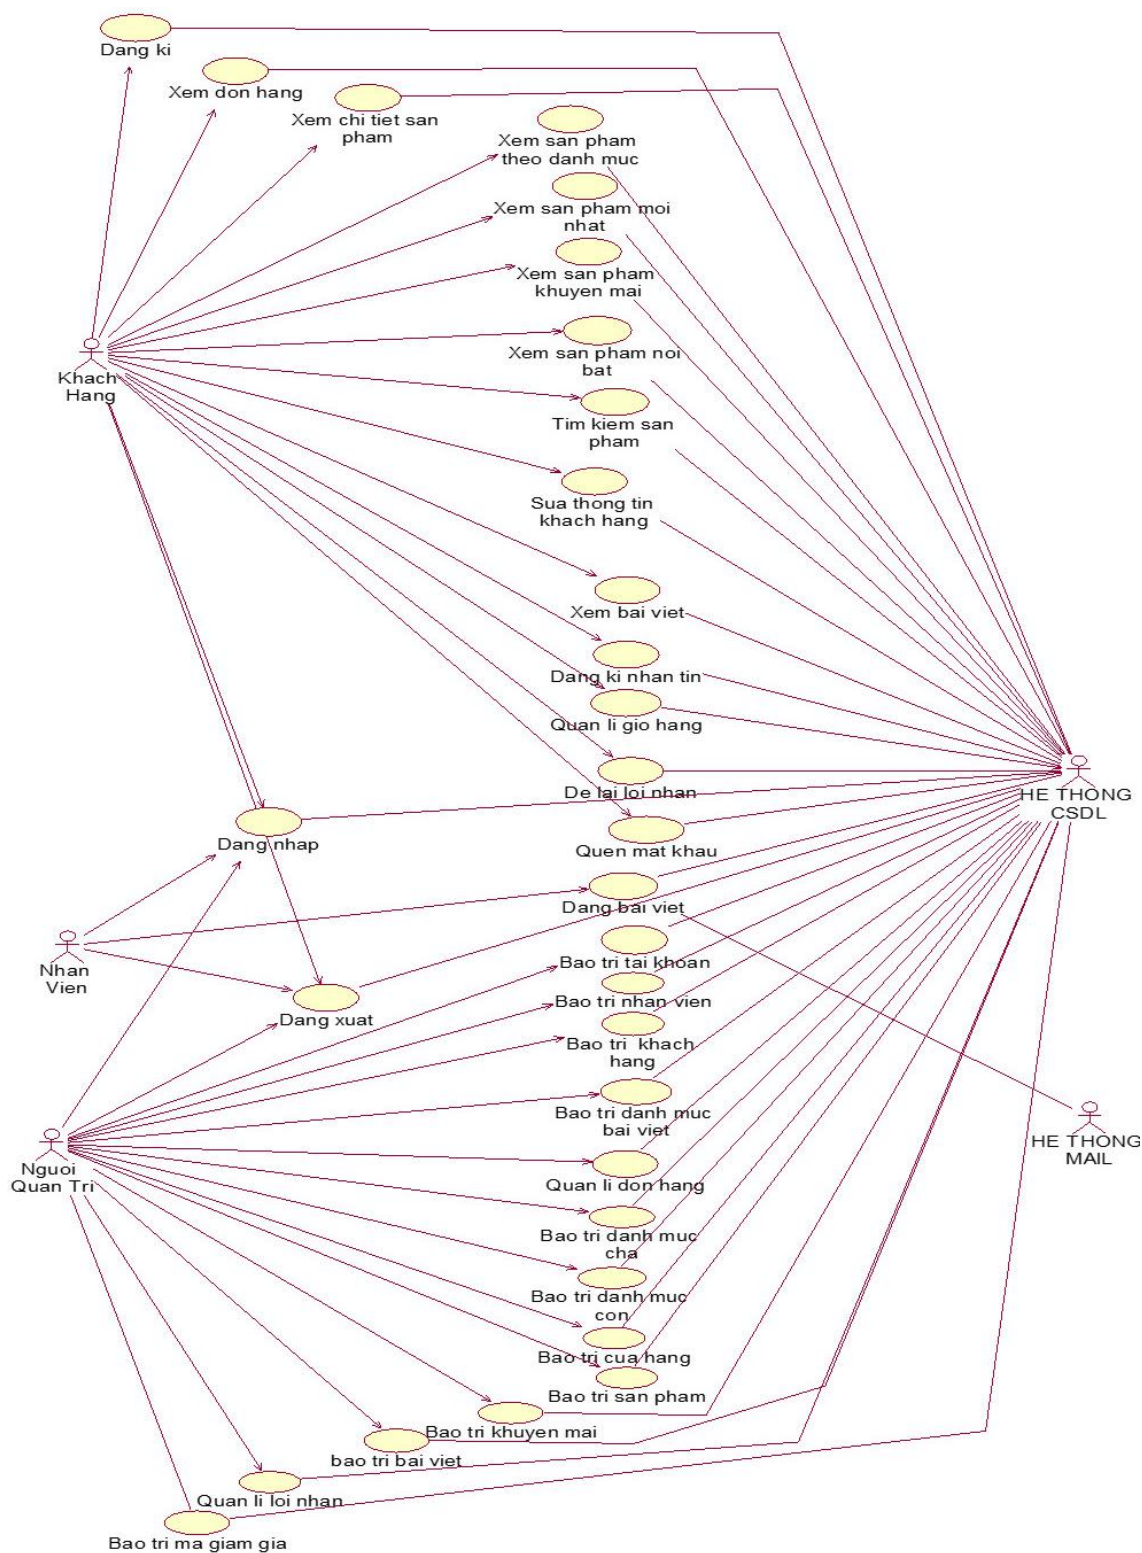 Dang ki
Xem don hang
Xem chi tiet san
pham
Xem san pham
theo danh muc
Xem san pham moi
nhat
Xem san pham
khuyen mai
Xem san pham noi
bat
Khach
Hang
Tim kiem san
pham
Sua thong tin
khach hang
Xem bai viet
Dang ki nhan tin
Quan li gio hang
De lai loi nhan
HE THONG
CSDL
Dang nhap
Quen mat khau
Dang bai viet
Nhan
Vien
Bao tri tai khoan
Bao tri nhan vien
Dang xuat
Bao tri  khach
hang
Bao tri danh muc
bai viet
HE THONG
MAIL
Nguoi
Quan Tri
Quan li don hang
Bao tri danh muc
cha
Bao tri danh muc
con
Bao tri cua hang
Bao tri san pham
Bao tri khuyen mai
bao tri bai viet
Quan li loi nhan
Bao tri ma giam gia